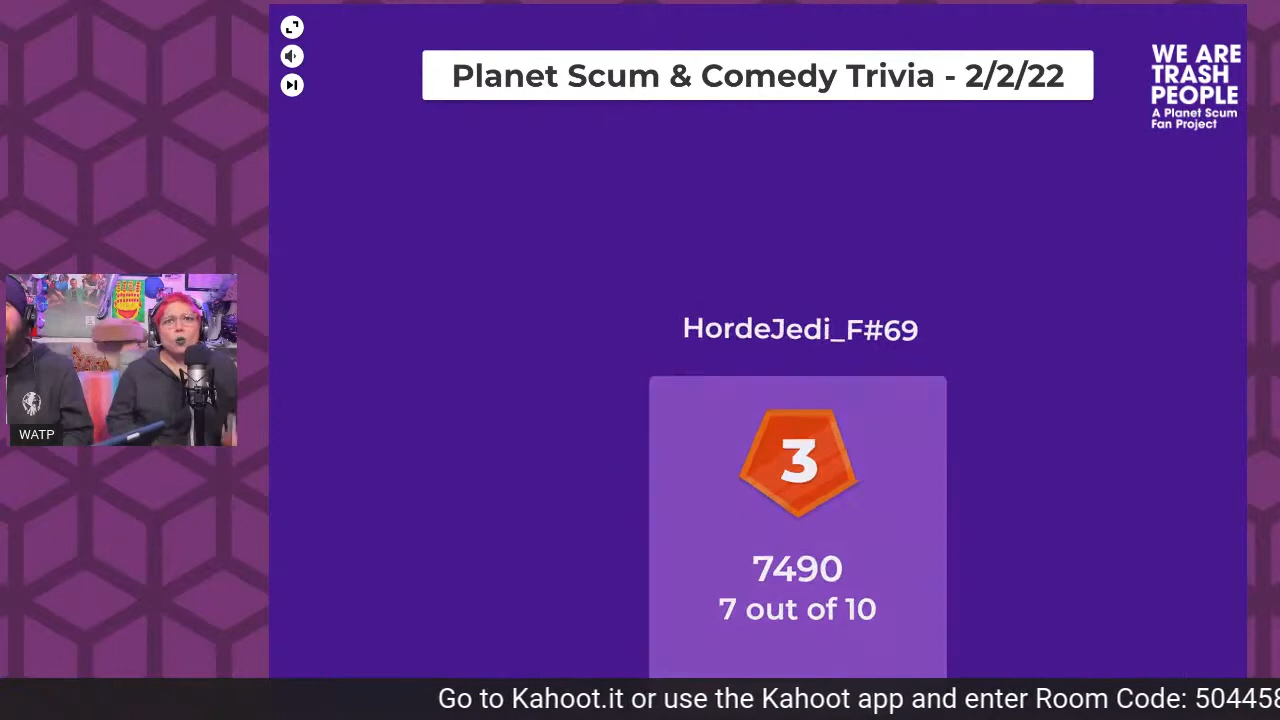 Planet Scum & Comedy Trivia - 2/2/22
WE ARE
TRASH
PEOPLE
A Planet Scum
Fan Project
HordeJedi_F#69
3
7490
7 out of 10
WATP
Go to Kahoot.it or use the Kahoot app and enter Room Code: 504458